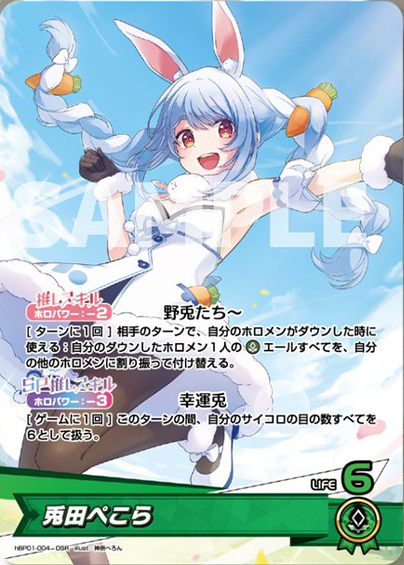 SAMPLE
推しスキル
ホロパワー：－2
野兎たち～
[ターンに1回] 相手のターンで、自分のホロメンがダウンした時に
使える：自分のダウンしたホロメン1人の エールすべてを、自分
の他のホロメンに割り振って付け替える。
SP推しスキル
ホロパワー：－3
幸運兎
[ゲームに1回] このターンの間、自分のサイコロの目の数すべてを
6として扱う。
LIFE 6
兎田ぺこら
hBP01-004 OSR illust：神奈ぺろん